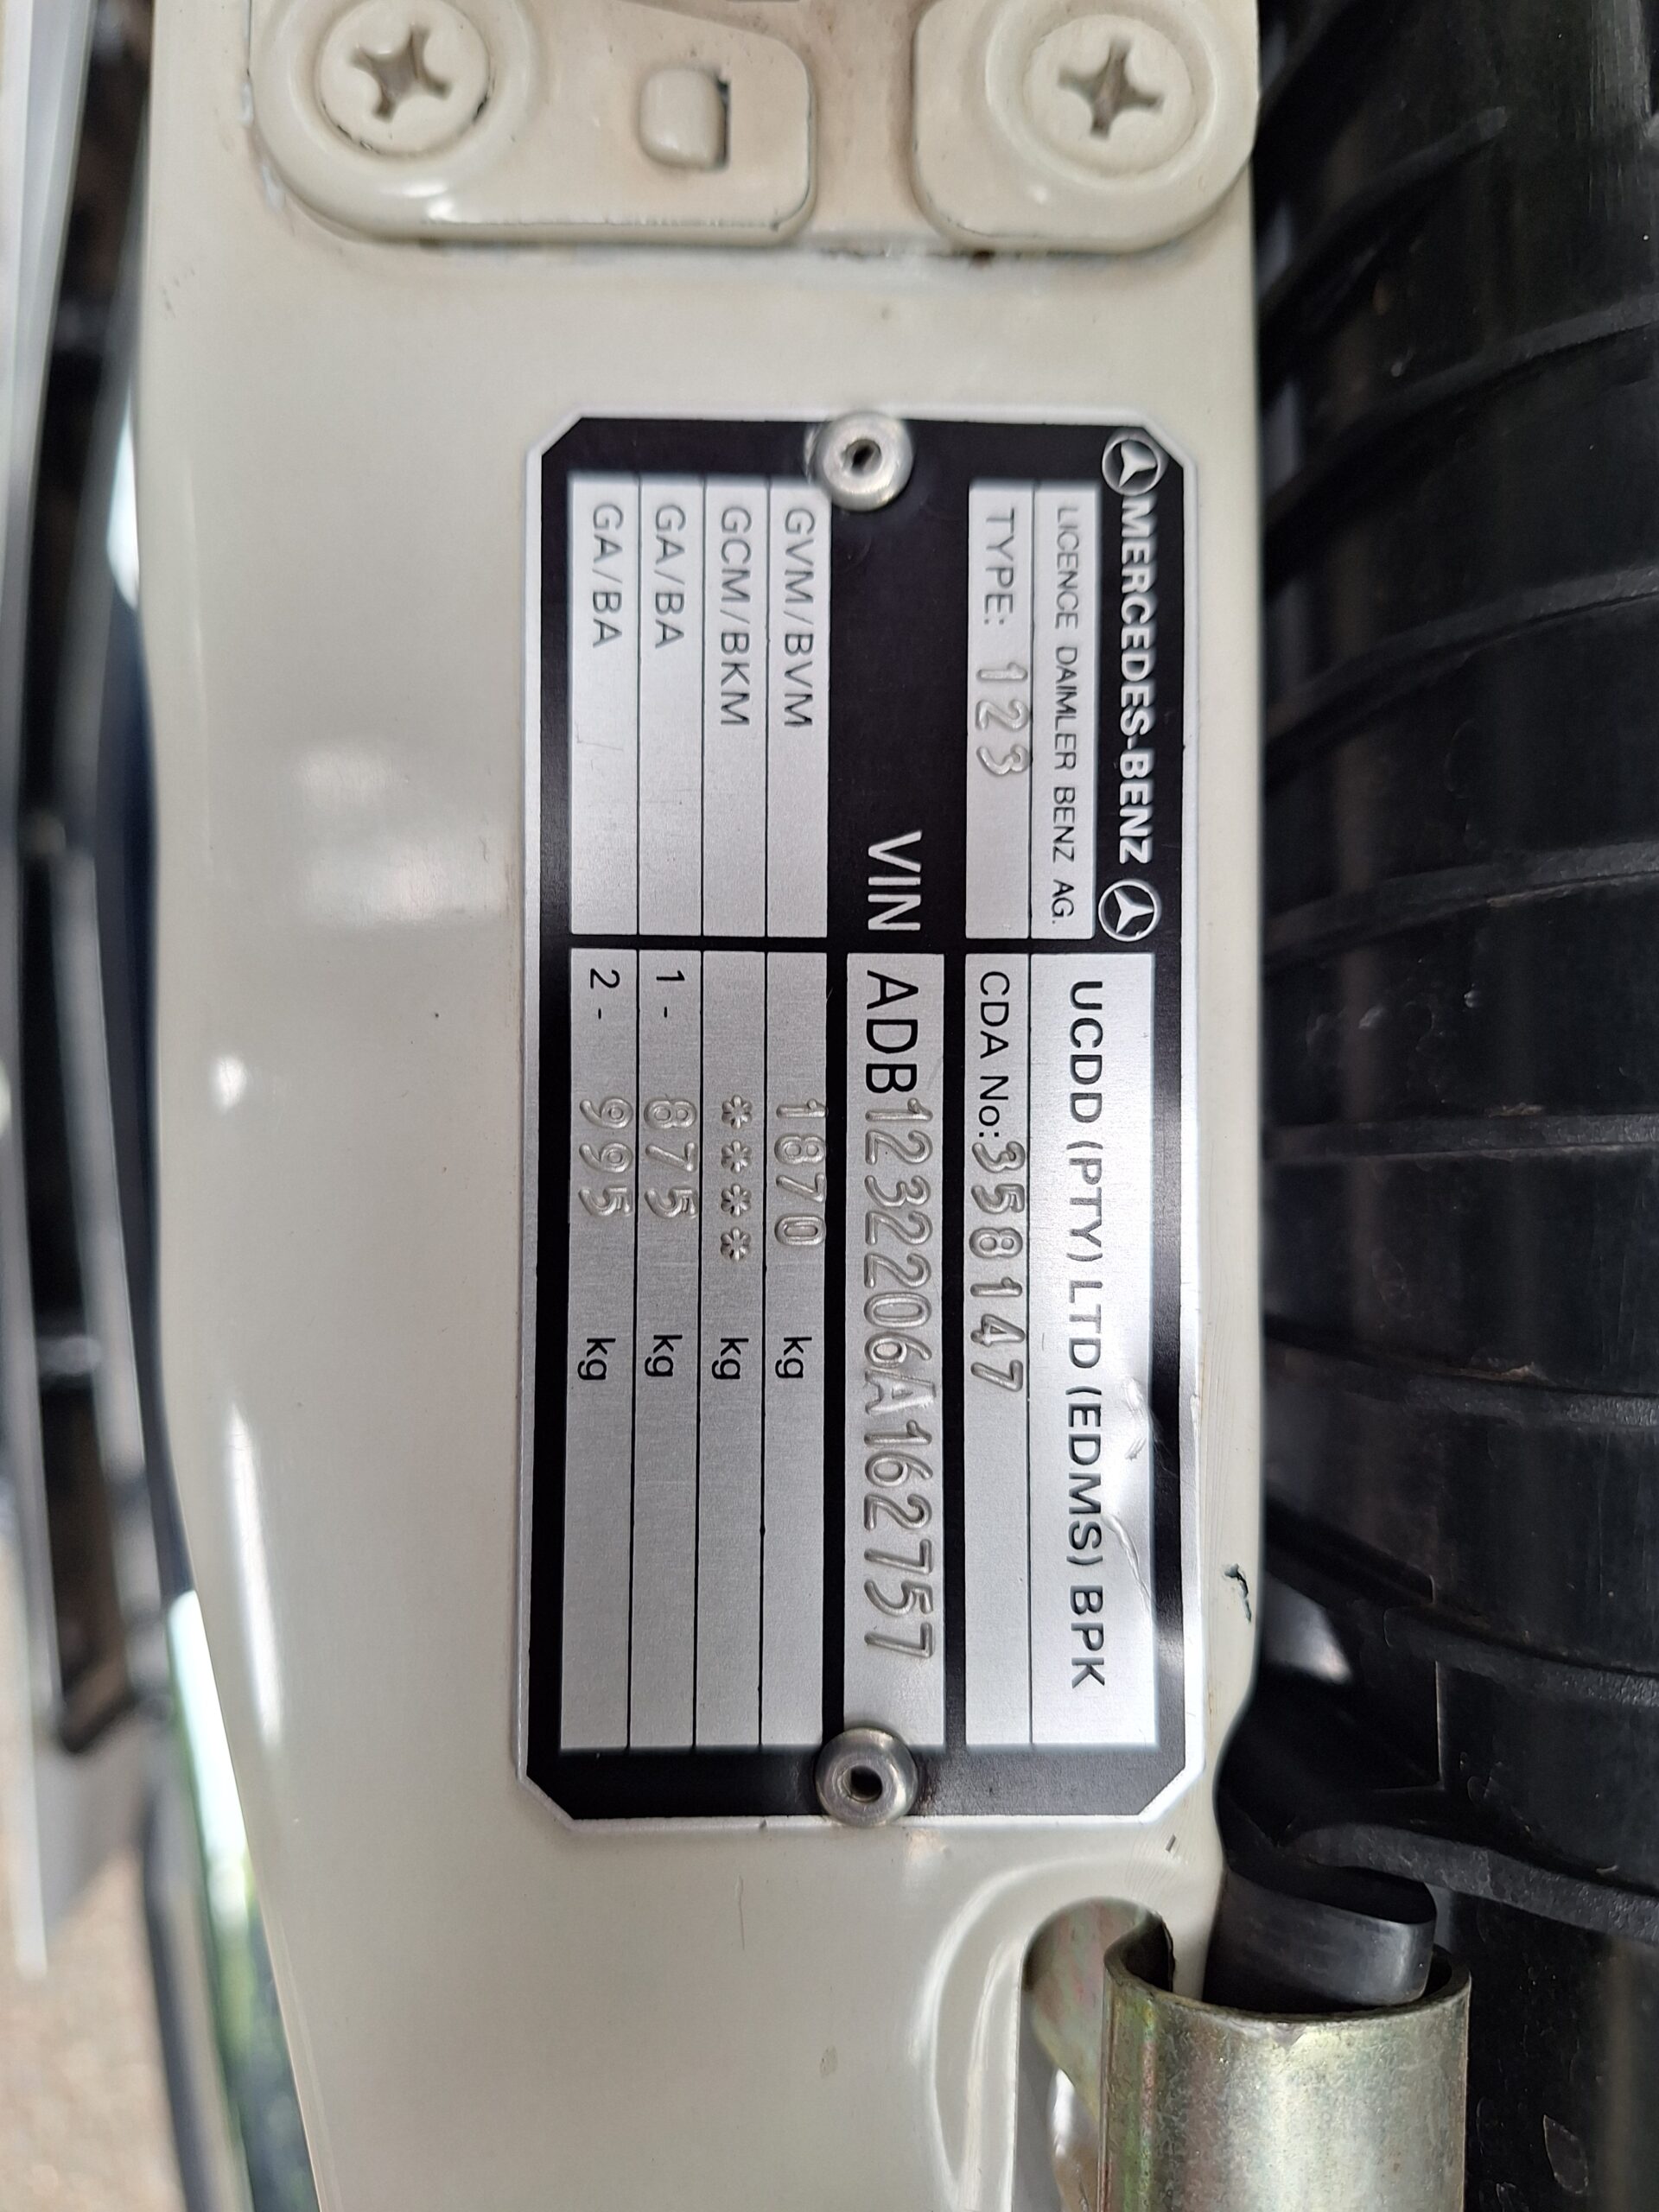 MERCEDES-BENZ
LICENCE DAIMLER BENZ AG.
UCDD (PTY) LTD (EDMS) BPK
TYPE: 123
CDA No: 358147
VIN ADB1232206A162757
GVM/BVM 1870 kg
GCM/BKM **** kg
GA/BA 1 - 875 kg
GA/BA 2 - 995 kg